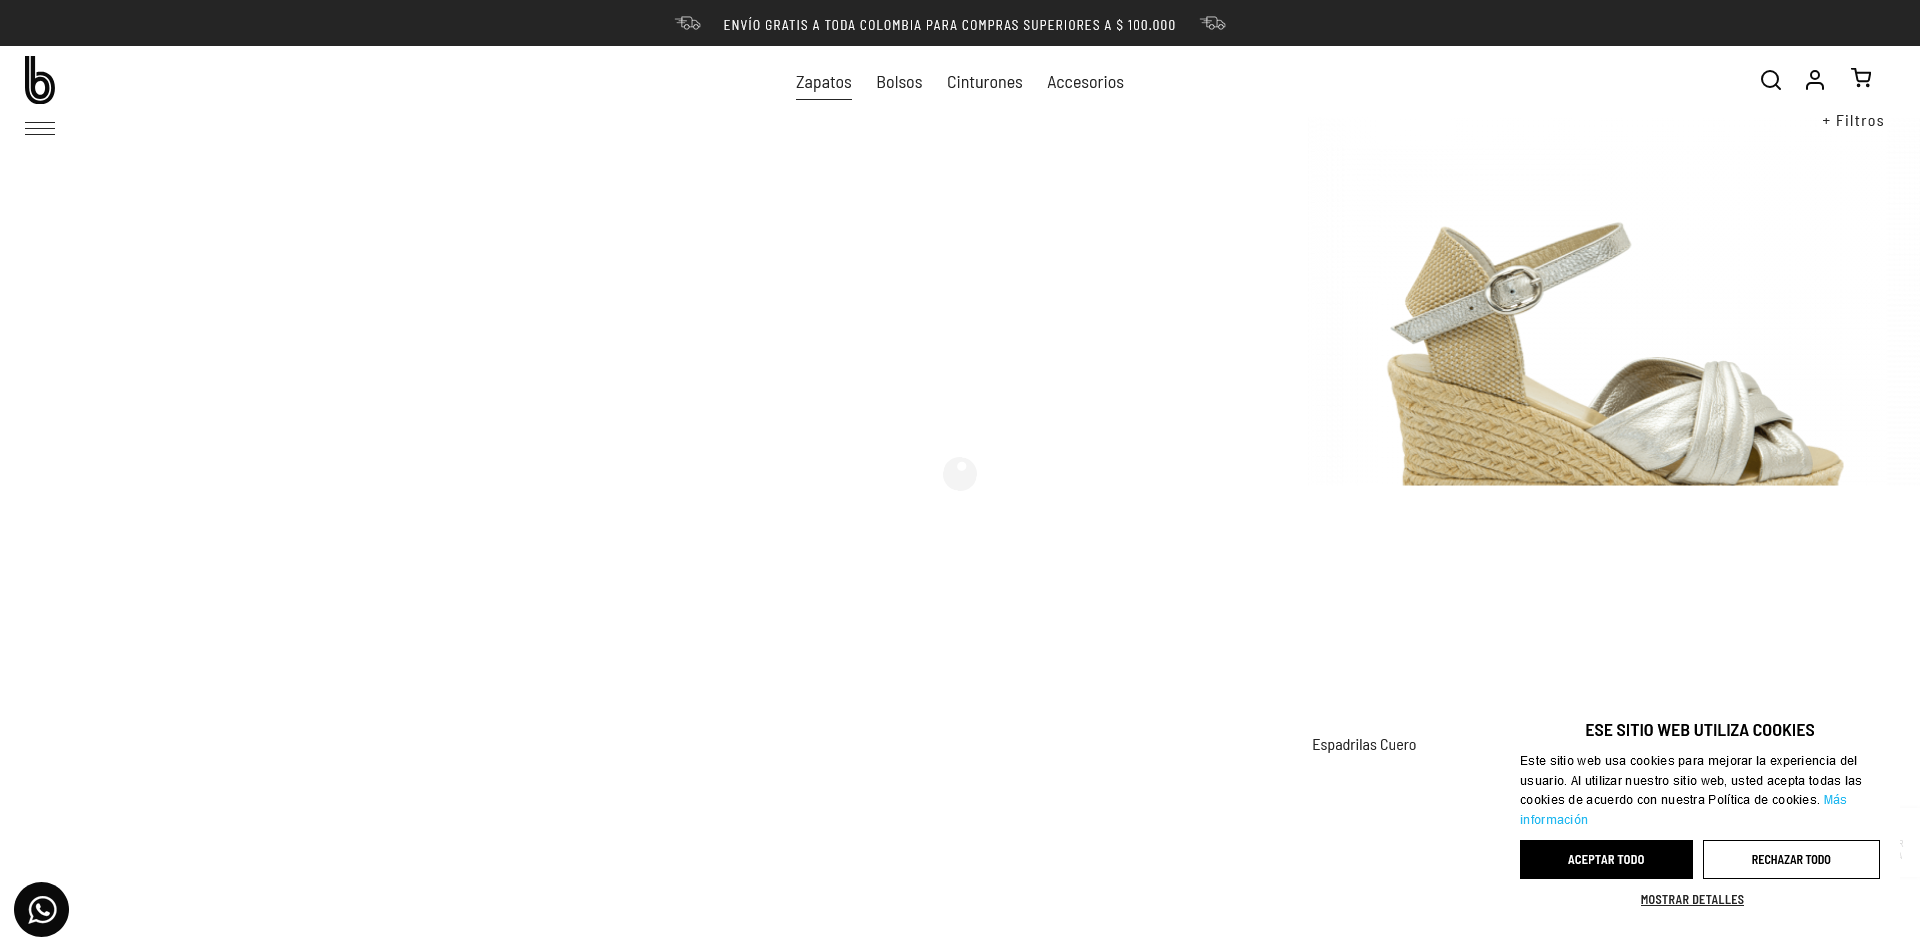 ENVÍO GRATIS A TODA COLOMBIA PARA COMPRAS SUPERIORES A $ 100.000
b
Zapatos
Bolsos
Cinturones
Accesorios
+ Filtros
Espadrilas Cuero
ESE SITIO WEB UTILIZA COOKIES
Este sitio web usa cookies para mejorar la experiencia del
usuario. Al utilizar nuestro sitio web, usted acepta todas las
cookies de acuerdo con nuestra Política de cookies. Más
información
ACEPTAR TODO
RECHAZAR TODO
MOSTRAR DETALLES